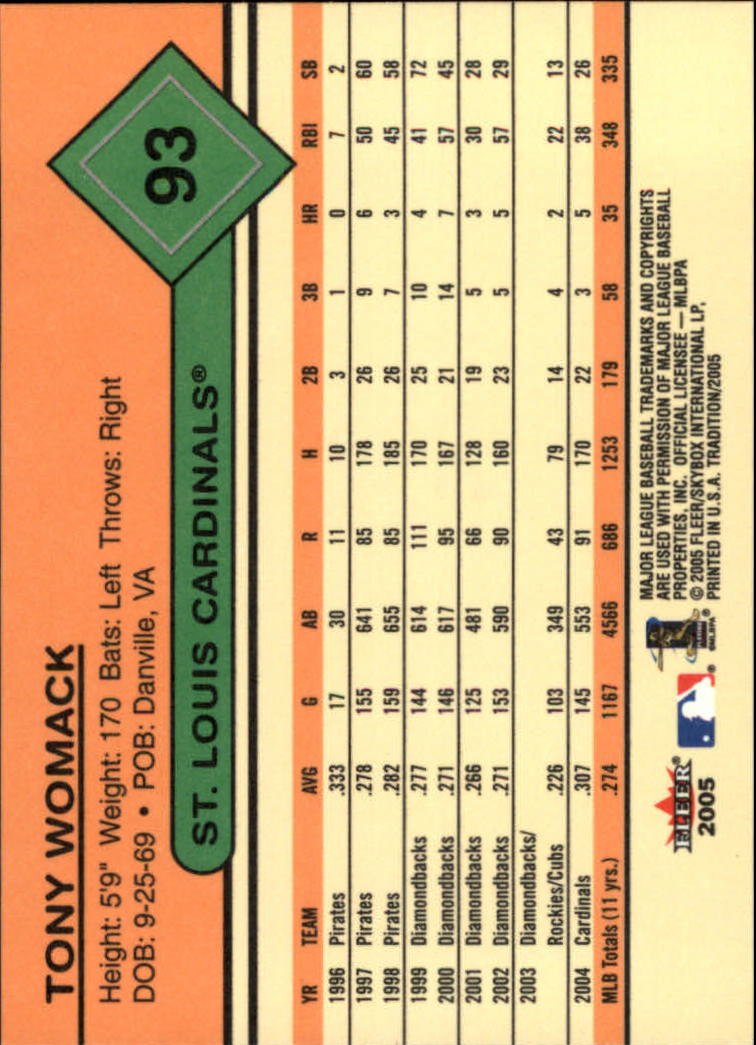 TONY WOMACK
Height: 5'9" Weight: 170 Bats: Left Throws: Right
DOB: 9-25-69 • POB: Danville, VA
93
ST. LOUIS CARDINALS®
YR TEAM AVG G AB R H 2B 3B HR RBI SB
1996 Pirates .333 17 30 11 10 3 1 0 7 2
1997 Pirates .278 155 641 85 178 26 9 6 50 60
1998 Pirates .282 159 655 85 185 26 7 3 45 58
1999 Diamondbacks .277 144 614 111 170 25 10 4 41 72
2000 Diamondbacks .271 146 617 95 167 21 14 7 57 45
2001 Diamondbacks .266 125 481 66 128 19 5 3 30 28
2002 Diamondbacks .271 153 590 90 160 23 5 5 57 29
2003 Diamondbacks/
Rockies/Cubs .226 103 349 43 79 14 4 2 22 13
2004 Cardinals .307 145 553 91 170 22 3 5 38 26
MLB Totals (11 yrs.) .274 1167 4566 686 1253 179 58 35 348 335
FLEER®
2005
®
©MLBPA
®
MAJOR LEAGUE BASEBALL TRADEMARKS AND COPYRIGHTS
ARE USED WITH PERMISSION OF MAJOR LEAGUE BASEBALL
PROPERTIES, INC. OFFICIAL LICENSEE — MLBPA
© 2005 FLEER/SKYBOX INTERNATIONAL LP,
PRINTED IN U.S.A. TRADITION/2005